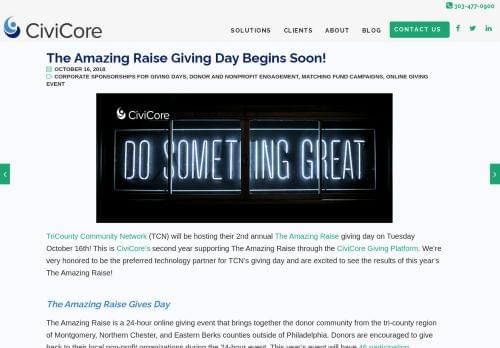 303-477-0900
CiviCore
SOLUTIONS CLIENTS ABOUT BLOG CONTACT US
The Amazing Raise Giving Day Begins Soon!
OCTOBER 16, 2018
CORPORATE SPONSORSHIPS FOR GIVING DAYS, DONOR AND NONPROFIT ENGAGEMENT, MATCHING FUND CAMPAIGNS, ONLINE GIVING
EVENT
CiviCore
DO SOMETHING GREAT
TriCounty Community Network (TCN) will be hosting their 2nd annual The Amazing Raise giving day on Tuesday
October 16th! This is CiviCore's second year supporting The Amazing Raise through the CiviCore Giving Platform. We're
very honored to be the preferred technology partner for TCN's giving day and are excited to see the results of this year's
The Amazing Raise!
The Amazing Raise Gives Day
The Amazing Raise is a 24-hour online giving event that brings together the donor community from the tri-county region
of Montgomery, Northern Chester, and Eastern Berks counties outside of Philadelphia. Donors are encouraged to give
back to their local non-profit organizations during the 24-hour event. This year's event will have 46 participating